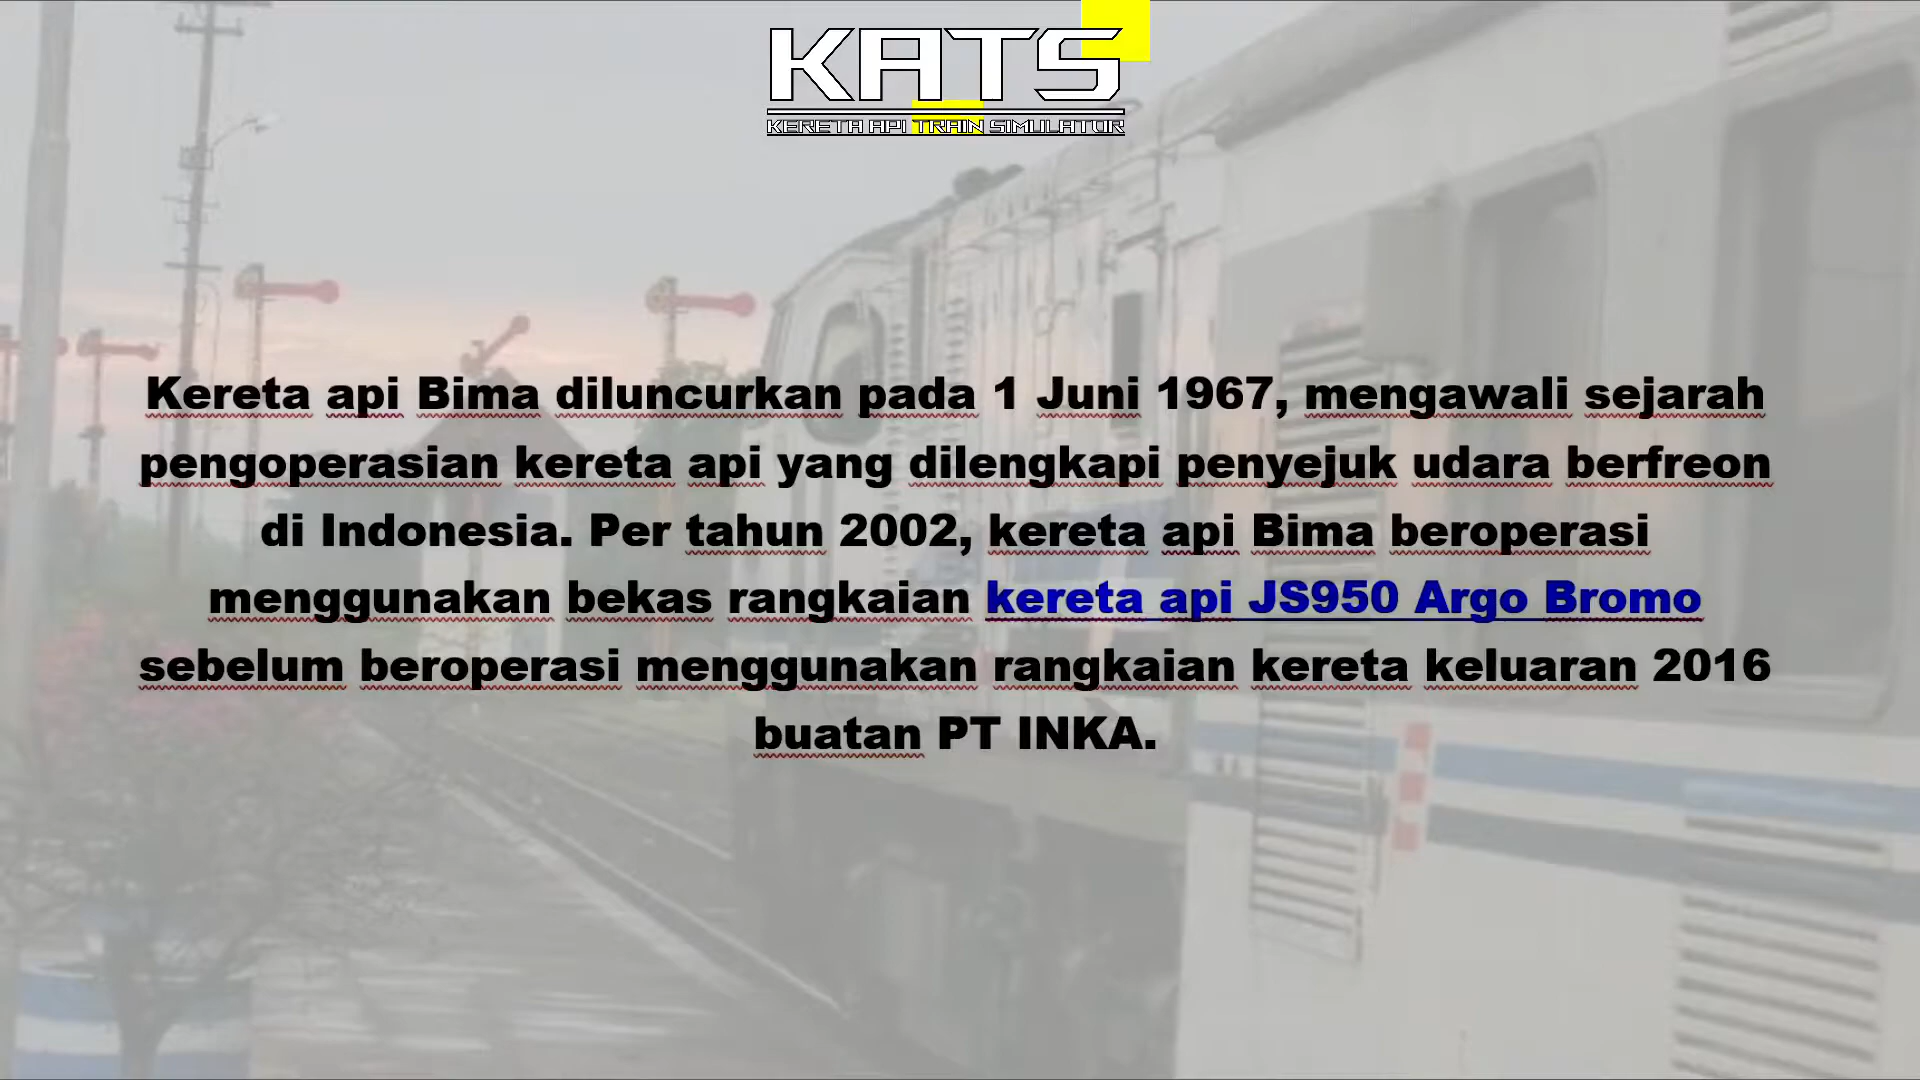 KATS
KERETA API TRAIN SIMULATOR
Kereta api Bima diluncurkan pada 1 Juni 1967, mengawali sejarah
pengoperasian kereta api yang dilengkapi penyejuk udara berfreon
di Indonesia. Per tahun 2002, kereta api Bima beroperasi
menggunakan bekas rangkaian kereta api JS950 Argo Bromo
sebelum beroperasi menggunakan rangkaian kereta keluaran 2016
buatan PT INKA.